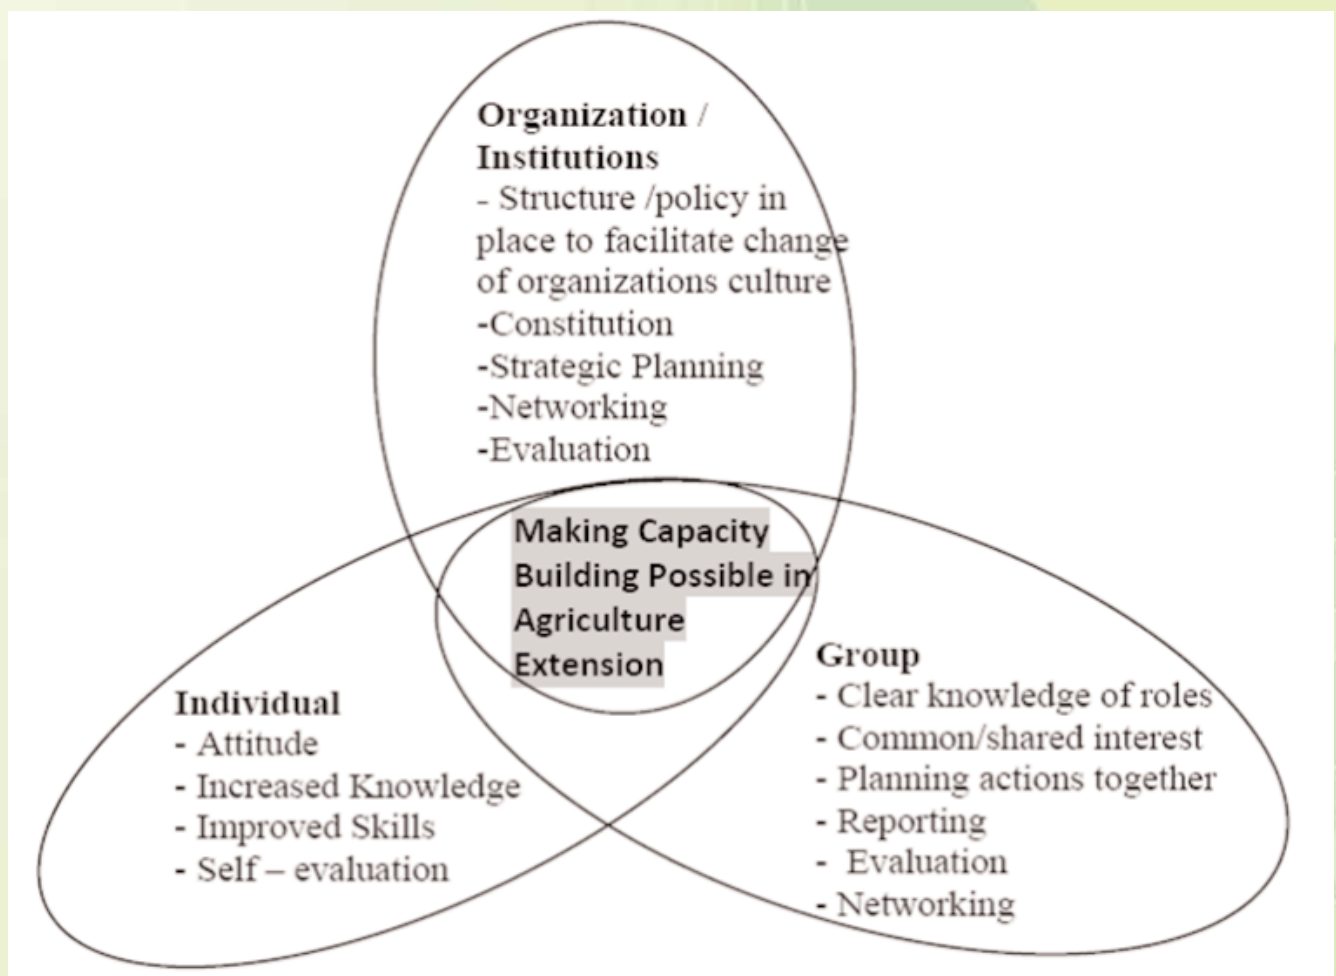 Organization /
Institutions
- Structure /policy in
place to facilitate change
of organizations culture
-Constitution
-Strategic Planning
-Networking
-Evaluation
Making Capacity
Building Possible in
Agriculture
Extension
Individual
- Attitude
- Increased Knowledge
- Improved Skills
- Self – evaluation
Group
- Clear knowledge of roles
- Common/shared interest
- Planning actions together
- Reporting
- Evaluation
- Networking